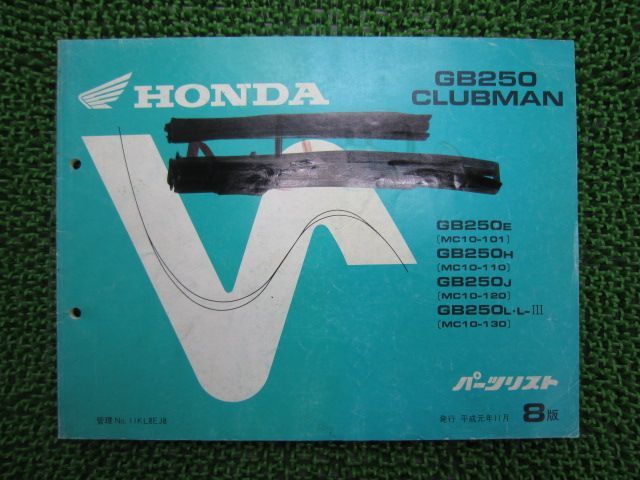 HONDA
GB250
CLUBMAN
GB250E
(MC10-101)
GB250H
(MC10-110)
GB250J
(MC10-120)
GB250L·L-III
(MC10-130)
パーツリスト
管理No.11KL8EJ8
発行 平成元年11月 8版